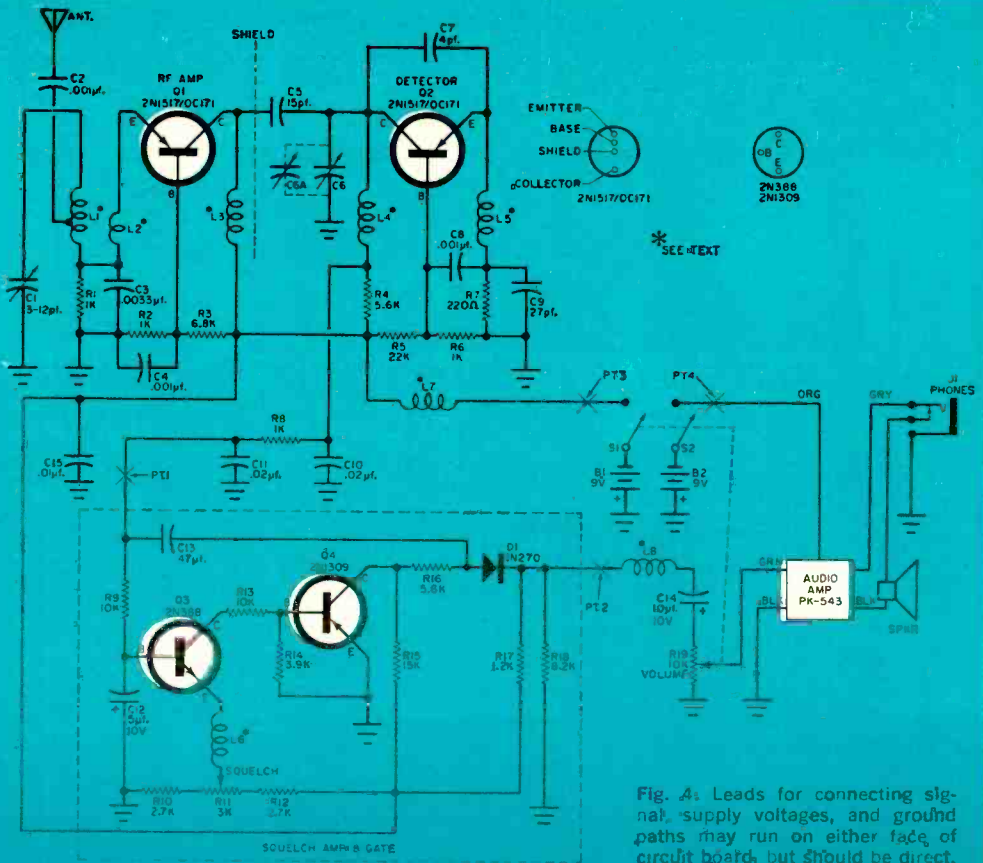 ANT.
C2
.001µf.
RF AMP
Q1
2N1517/OC171
E
C
B
SHIELD
C5
15pf.
C7
4pf.
DETECTOR
Q2
2N1517/OC171
C
E
B
C6A
C6
EMITTER
BASE
SHIELD
COLLECTOR
2N1517/OC171
C
B
E
2N388
2N1309
*SEE TEXT
L1*
L2*
L3*
L4*
L5*
C1
3-12pf.
R1
1K
C3
.0033µf.
R2
1K
R3
6.8K
C4
.001µf.
C8
.001µf.
R4
5.6K
R7
220Ω
C9
27pf.
R5
22K
R6
1K
L7
PT3
PT4
ORG
GRY
J1
PHONES
C15
.01µf.
PT.1
R8
1K
C11
.02µf.
C10
.02µf.
S1
S2
B1
9V
B2
9V
C13
Q4
2N1309
C
E
R16
5.6K
D1
1N270
L8
PT.2
C14
10µf.
10V
GRN
BLK
AUDIO
AMP
PK-543
BLK
SPKR
R9
10K
Q3
2N388
C
R13
10K
R14
3.9K
R15
15K
R17
1.2K
R18
8.2K
R19
10K
VOLUME
C12
5µf.
10V
L6*
SQUELCH
R10
2.7K
R11
3K
R12
2.7K
SQUELCH AMP & GATE
Fig. 4. Leads for connecting sig-
nal, supply voltages, and ground
paths may run on either face of
circuit board, but should be direct.